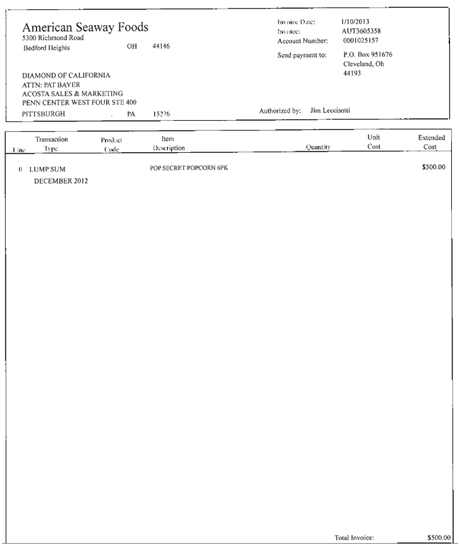 American Seaway Foods
5300 Richmond Road
Bedford Heights OH 44146
Invoice Date: 1/10/2013
Invoice: AUT3605358
Account Number: 0001025157
Send payment to: P.O. Box 951676
Cleveland, Oh
44193
DIAMOND OF CALIFORNIA
ATTN: PAT BAYER
ACOSTA SALES & MARKETING
PENN CENTER WEST FOUR STE 400
PITTSBURGH PA 15276
Authorized by: Jim Leccisotti
Line Transaction Type Product Code Item Description Quantity Unit Cost Extended Cost
0 LUMP SUM POP SECRET POPCORN 6PK $500.00
DECEMBER 2012
Total Invoice: $500.00